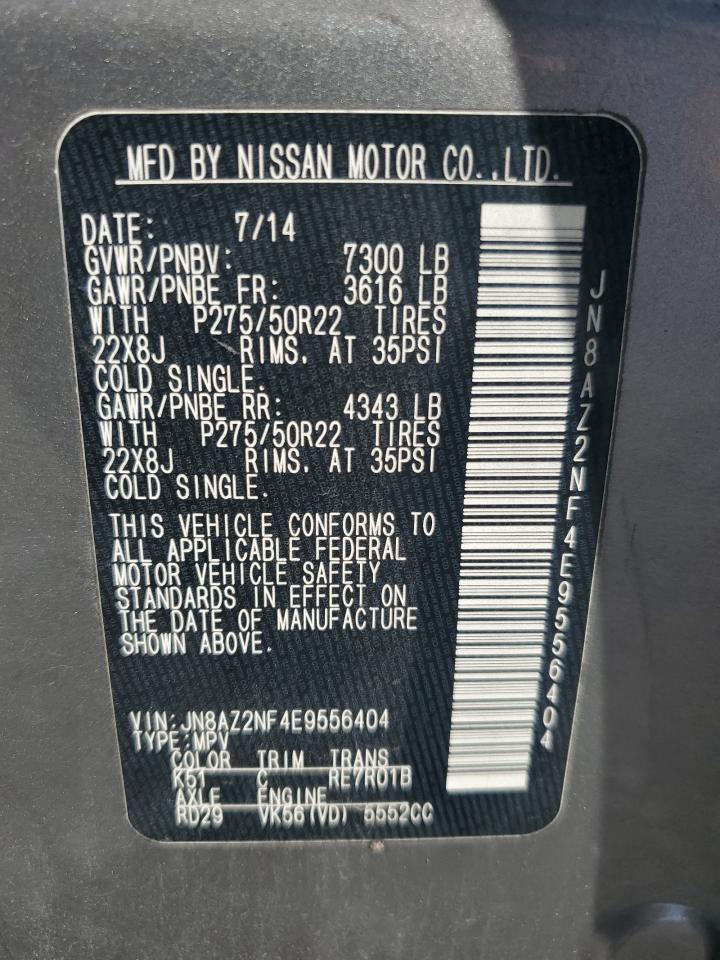 MFD BY NISSAN MOTOR CO.,LTD.
DATE: 7/14
GVWR/PNBV: 7300 LB
GAWR/PNBE FR: 3616 LB
WITH P275/50R22 TIRES
22X8J RIMS. AT 35PSI
COLD SINGLE.
GAWR/PNBE RR: 4343 LB
WITH P275/50R22 TIRES
22X8J RIMS. AT 35PSI
COLD SINGLE.
THIS VEHICLE CONFORMS TO
ALL APPLICABLE FEDERAL
MOTOR VEHICLE SAFETY
STANDARDS IN EFFECT ON
THE DATE OF MANUFACTURE
SHOWN ABOVE.
VIN:JN8AZ2NF4E9556404
TYPE:MPV
COLOR TRIM TRANS
K51 C RE7R01B
AXLE ENGINE
RD29 VK56(VD) 5552CC
JN8AZ2NF4E9556404